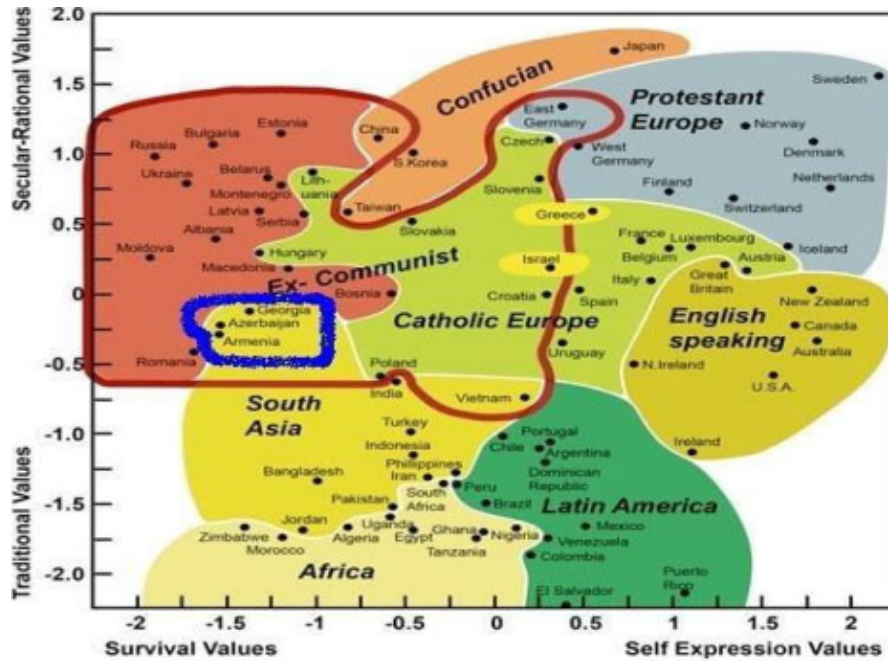 2.0
Secular-Rational Values
1.5
1.0
0.5
0
-0.5
Traditional Values
-1.0
-1.5
-2.0
Japan
Confucian
Sweden
Protestant
Europe
East
Germany
Norway
Estonia
Bulgaria
China
Russia
Czech
S.Korea
West
Germany
Denmark
Belarus
Ukraine
Lith-
uania
Montenegro
Slovenia
Finland
Netherlands
Latvia
Serbia
Taiwan
Slovakia
Greece
Switzerland
Albania
Moldova
Hungary
Macedonia
Ex- Communist
Israel
France
Luxembourg
Belgium
Austria
Iceland
Italy
Great
Britain
Bosnia
Croatia
Spain
New Zealand
Georgia
Azerbaijan
Armenia
Catholic Europe
English
speaking
Canada
Australia
Romania
Uruguay
Poland
India
N.Ireland
U.S.A.
South
Asia
Vietnam
Turkey
Indonesia
Chile
Portugal
Argentina
Ireland
Bangladesh
Philippines
Iran
Dominican
Republic
South
Africa
Peru
Pakistan
Brazil
Latin America
Zimbabwe
Jordan
Morocco
Algeria
Uganda
Egypt
Ghana
Tanzania
Nigeria
Mexico
Venezuela
Colombia
Africa
El Salvador
Puerto
Rico
-2 -1.5 -1 -0.5 0 0.5 1 1.5 2
Survival Values Self Expression Values